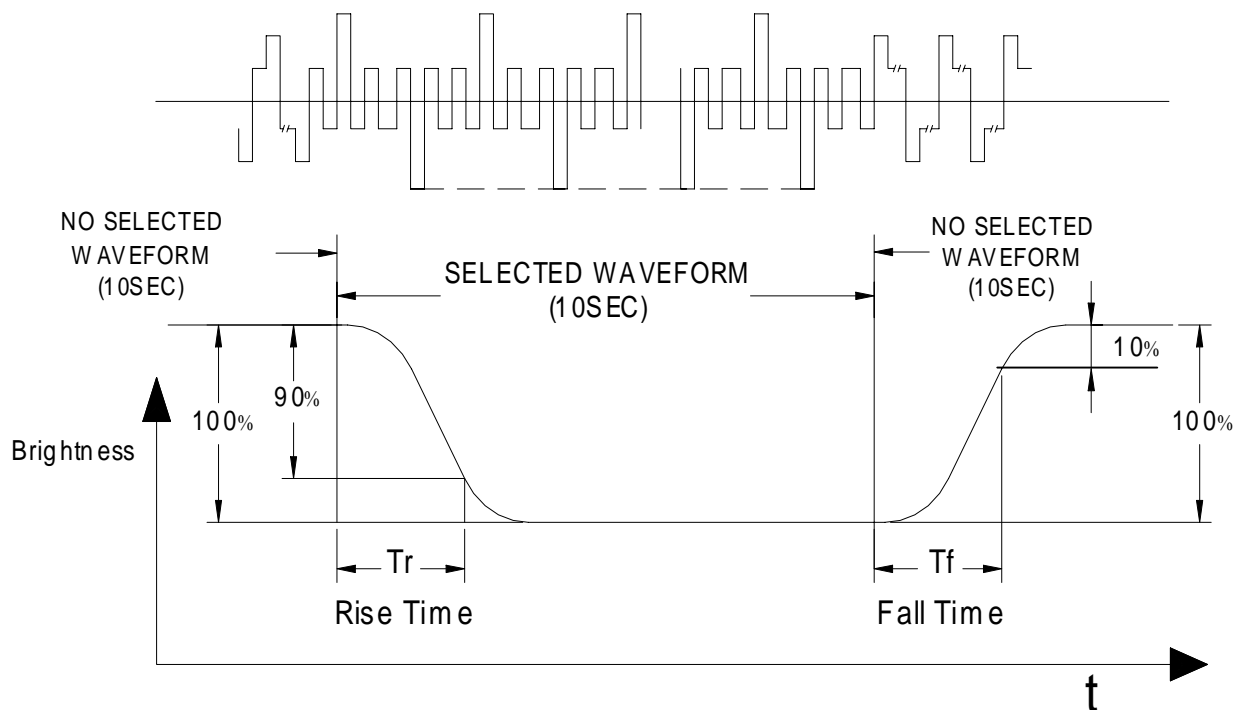 NO SELECTED
WAVEFORM
(10SEC)
SELECTED WAVEFORM
(10SEC)
NO SELECTED
WAVEFORM
(10SEC)
100%
90%
10%
100%
Brightness
Tr
Rise Time
Tf
Fall Time
t